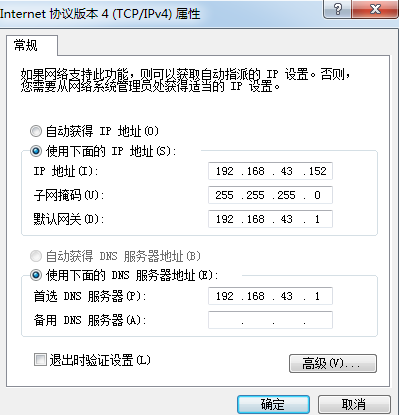 Internet 协议版本 4 (TCP/IPv4) 属性
常规
如果网络支持此功能，则可以获取自动指派的 IP 设置。否则，
您需要从网络系统管理员处获得适当的 IP 设置。
自动获得 IP 地址(O)
使用下面的 IP 地址(S):
IP 地址(I): 192 .168 . 43 .152
子网掩码(U): 255 .255 .255 . 0
默认网关(D): 192 .168 . 43 . 1
自动获得 DNS 服务器地址(B)
使用下面的 DNS 服务器地址(E):
首选 DNS 服务器(P): 192 .168 . 43 . 1
备用 DNS 服务器(A): . . .
退出时验证设置(L)
高级(V)...
确定 取消